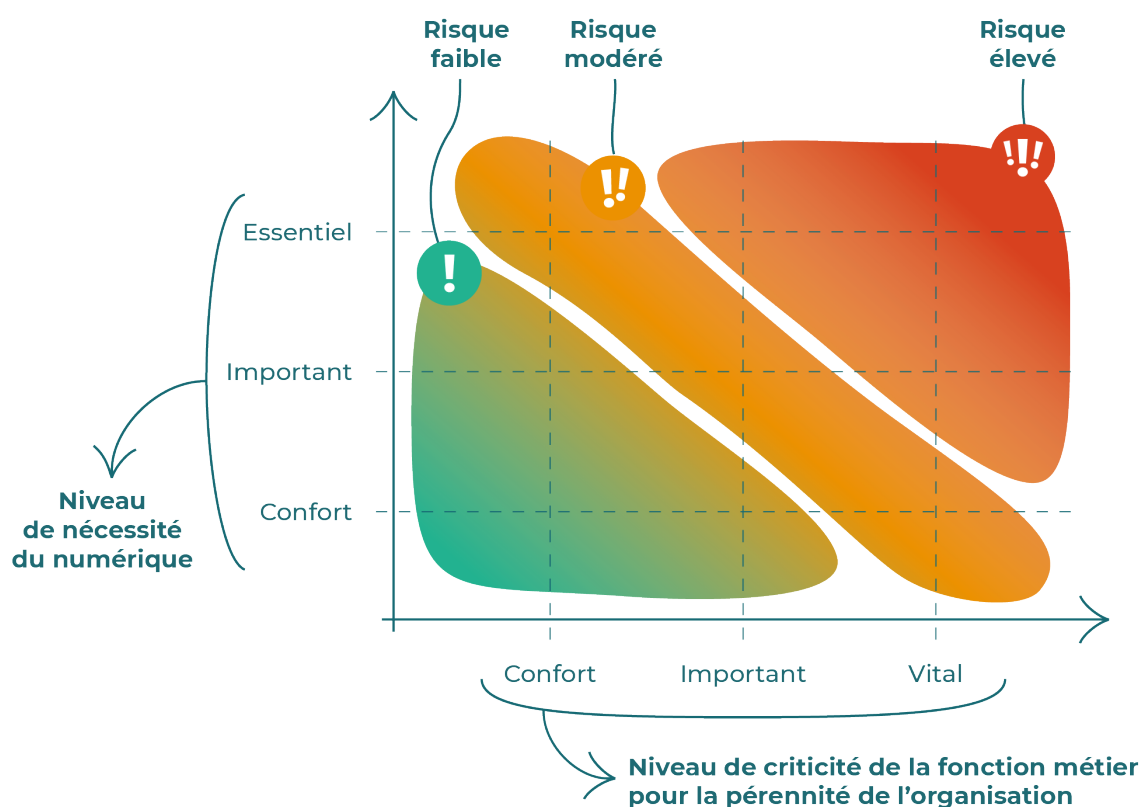 Risque
faible
Risque
modéré
Risque
élevé
Essentiel
Important
Confort
Niveau
de nécessité
du numérique
Confort
Important
Vital
Niveau de criticité de la fonction métier
pour la pérennité de l’organisation